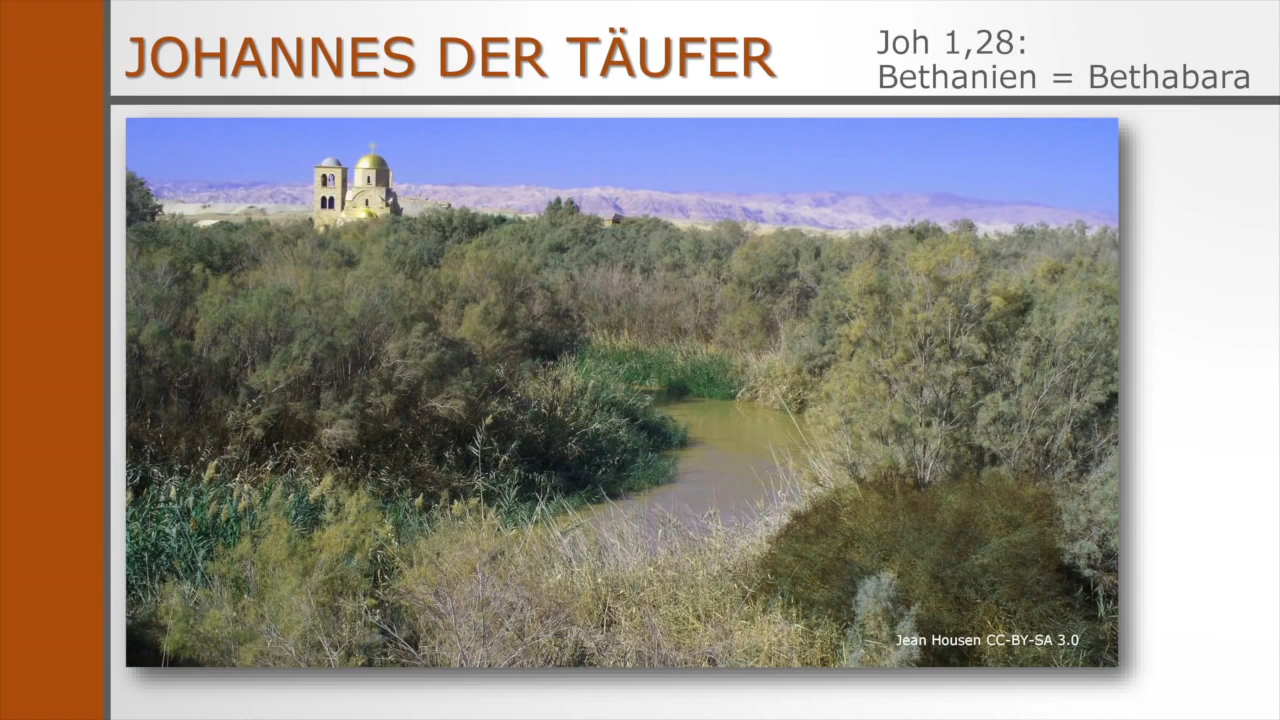 JOHANNES DER TÄUFER
Joh 1,28:
Bethanien = Bethabara
Jean Housen CC-BY-SA 3.0